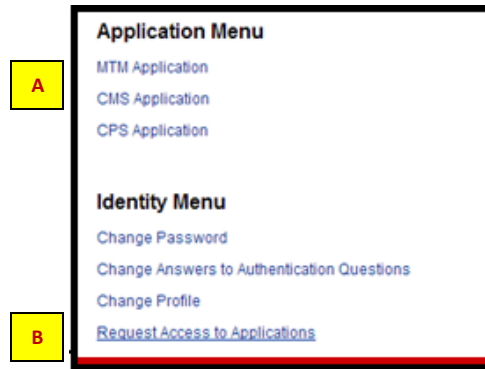 Application Menu
MTM Application
A
CMS Application
CPS Application
Identity Menu
Change Password
Change Answers to Authentication Questions
Change Profile
Request Access to Applications
B